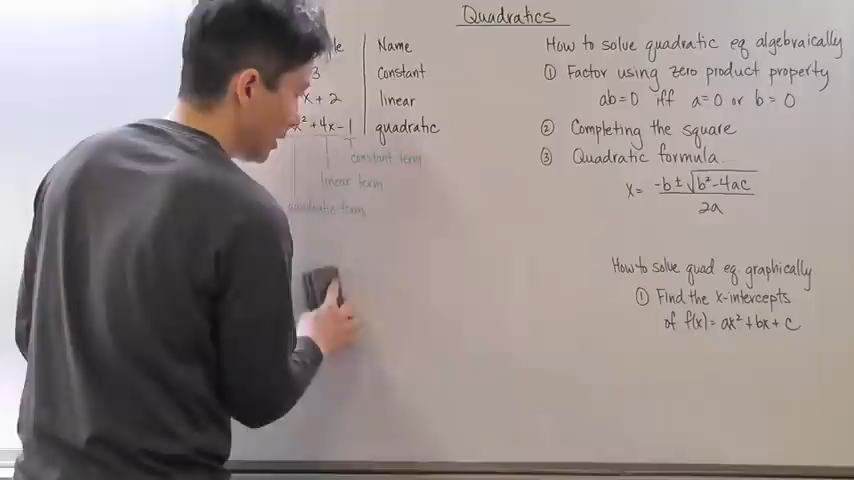 Quadratics
Name
3
constant
x + 2
linear
x² + 4x - 1
quadratic
constant term
linear term
quadratic term
How to solve quadratic eq algebraically
① Factor using zero product property
ab = 0 iff a = 0 or b = 0
② Completing the square
③ Quadratic formula
x = -b ± √b² - 4ac / 2a
How to solve quad eq graphically
① Find the x-intercepts
of f(x) = ax² + bx + c